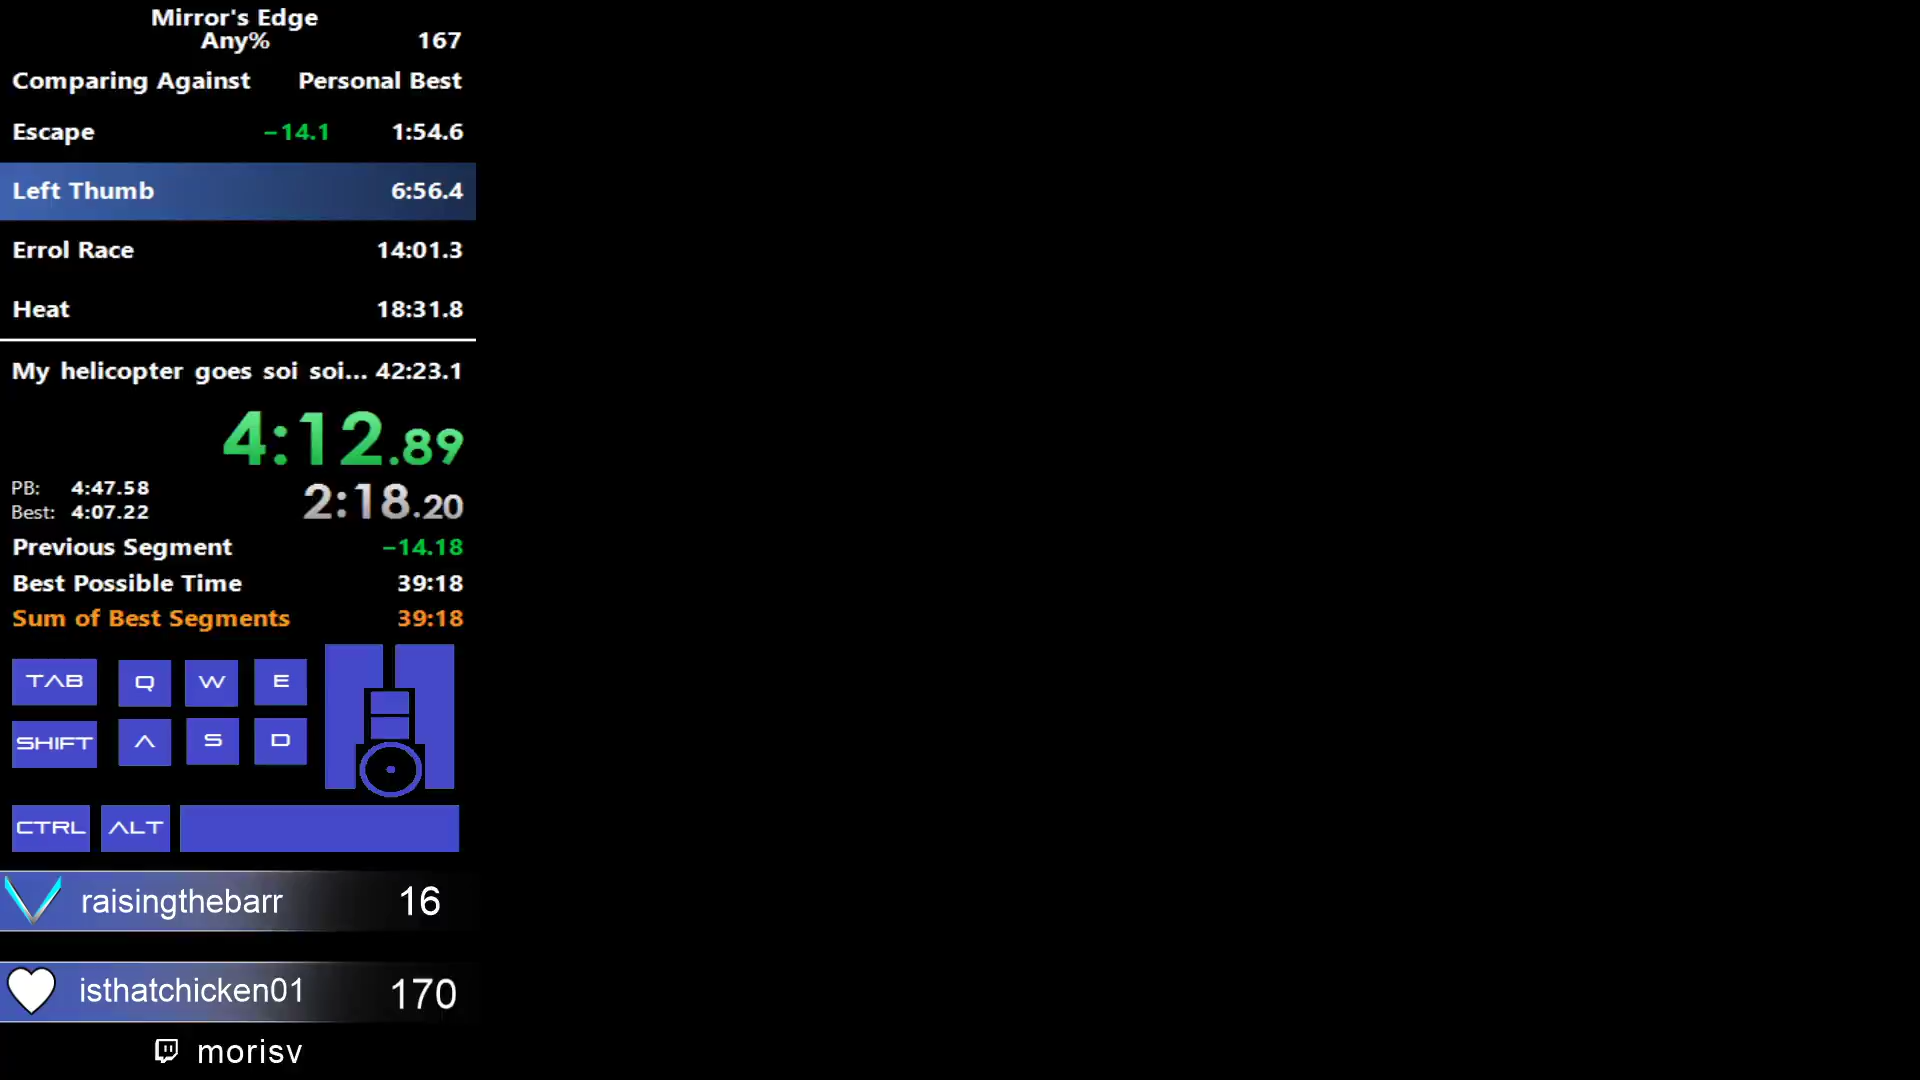 Mirror's Edge
Any% 167
Comparing Against Personal Best
Escape −14.1 1:54.6
Left Thumb 6:56.4
Errol Race 14:01.3
Heat 18:31.8
My helicopter goes soi soi... 42:23.1
4:12.89
PB: 4:47.58
Best: 4:07.22
2:18.20
Previous Segment −14.18
Best Possible Time 39:18
Sum of Best Segments 39:18
TAB Q W E
SHIFT A S D
CTRL ALT
raisingthebarr 16
isthatchicken01 170
morisv